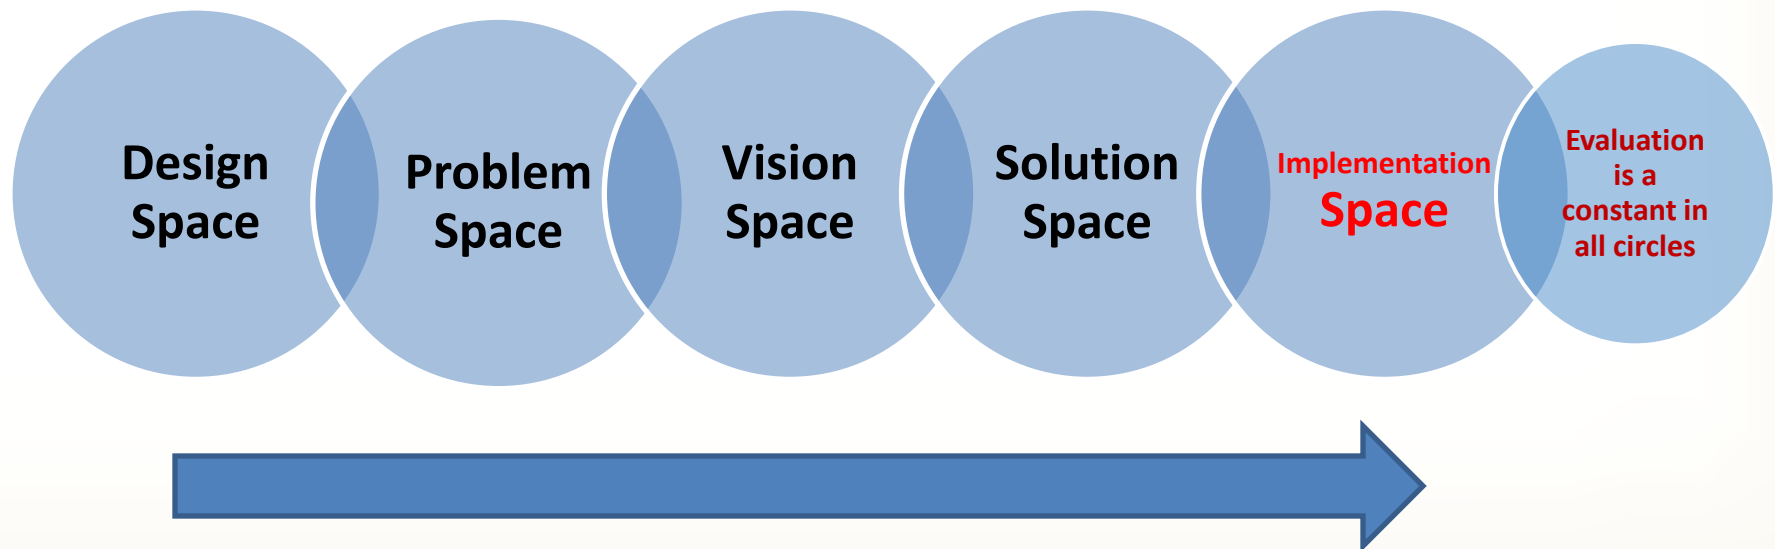 Design
Space
Problem
Space
Vision
Space
Solution
Space
Implementation
Space
Evaluation
is a
constant in
all circles